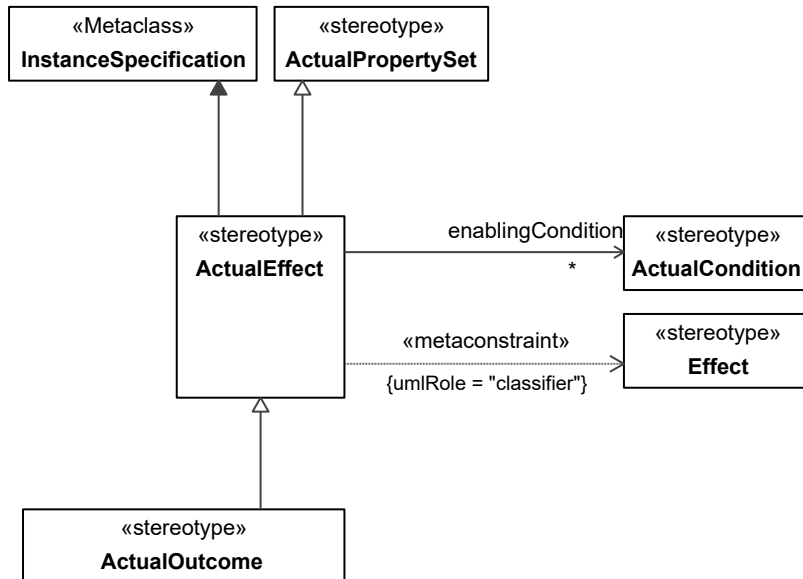 «Metaclass»
InstanceSpecification
«stereotype»
ActualPropertySet
«stereotype»
ActualEffect
enablingCondition
*
«stereotype»
ActualCondition
«metaconstraint»
{umlRole = "classifier"}
«stereotype»
Effect
«stereotype»
ActualOutcome